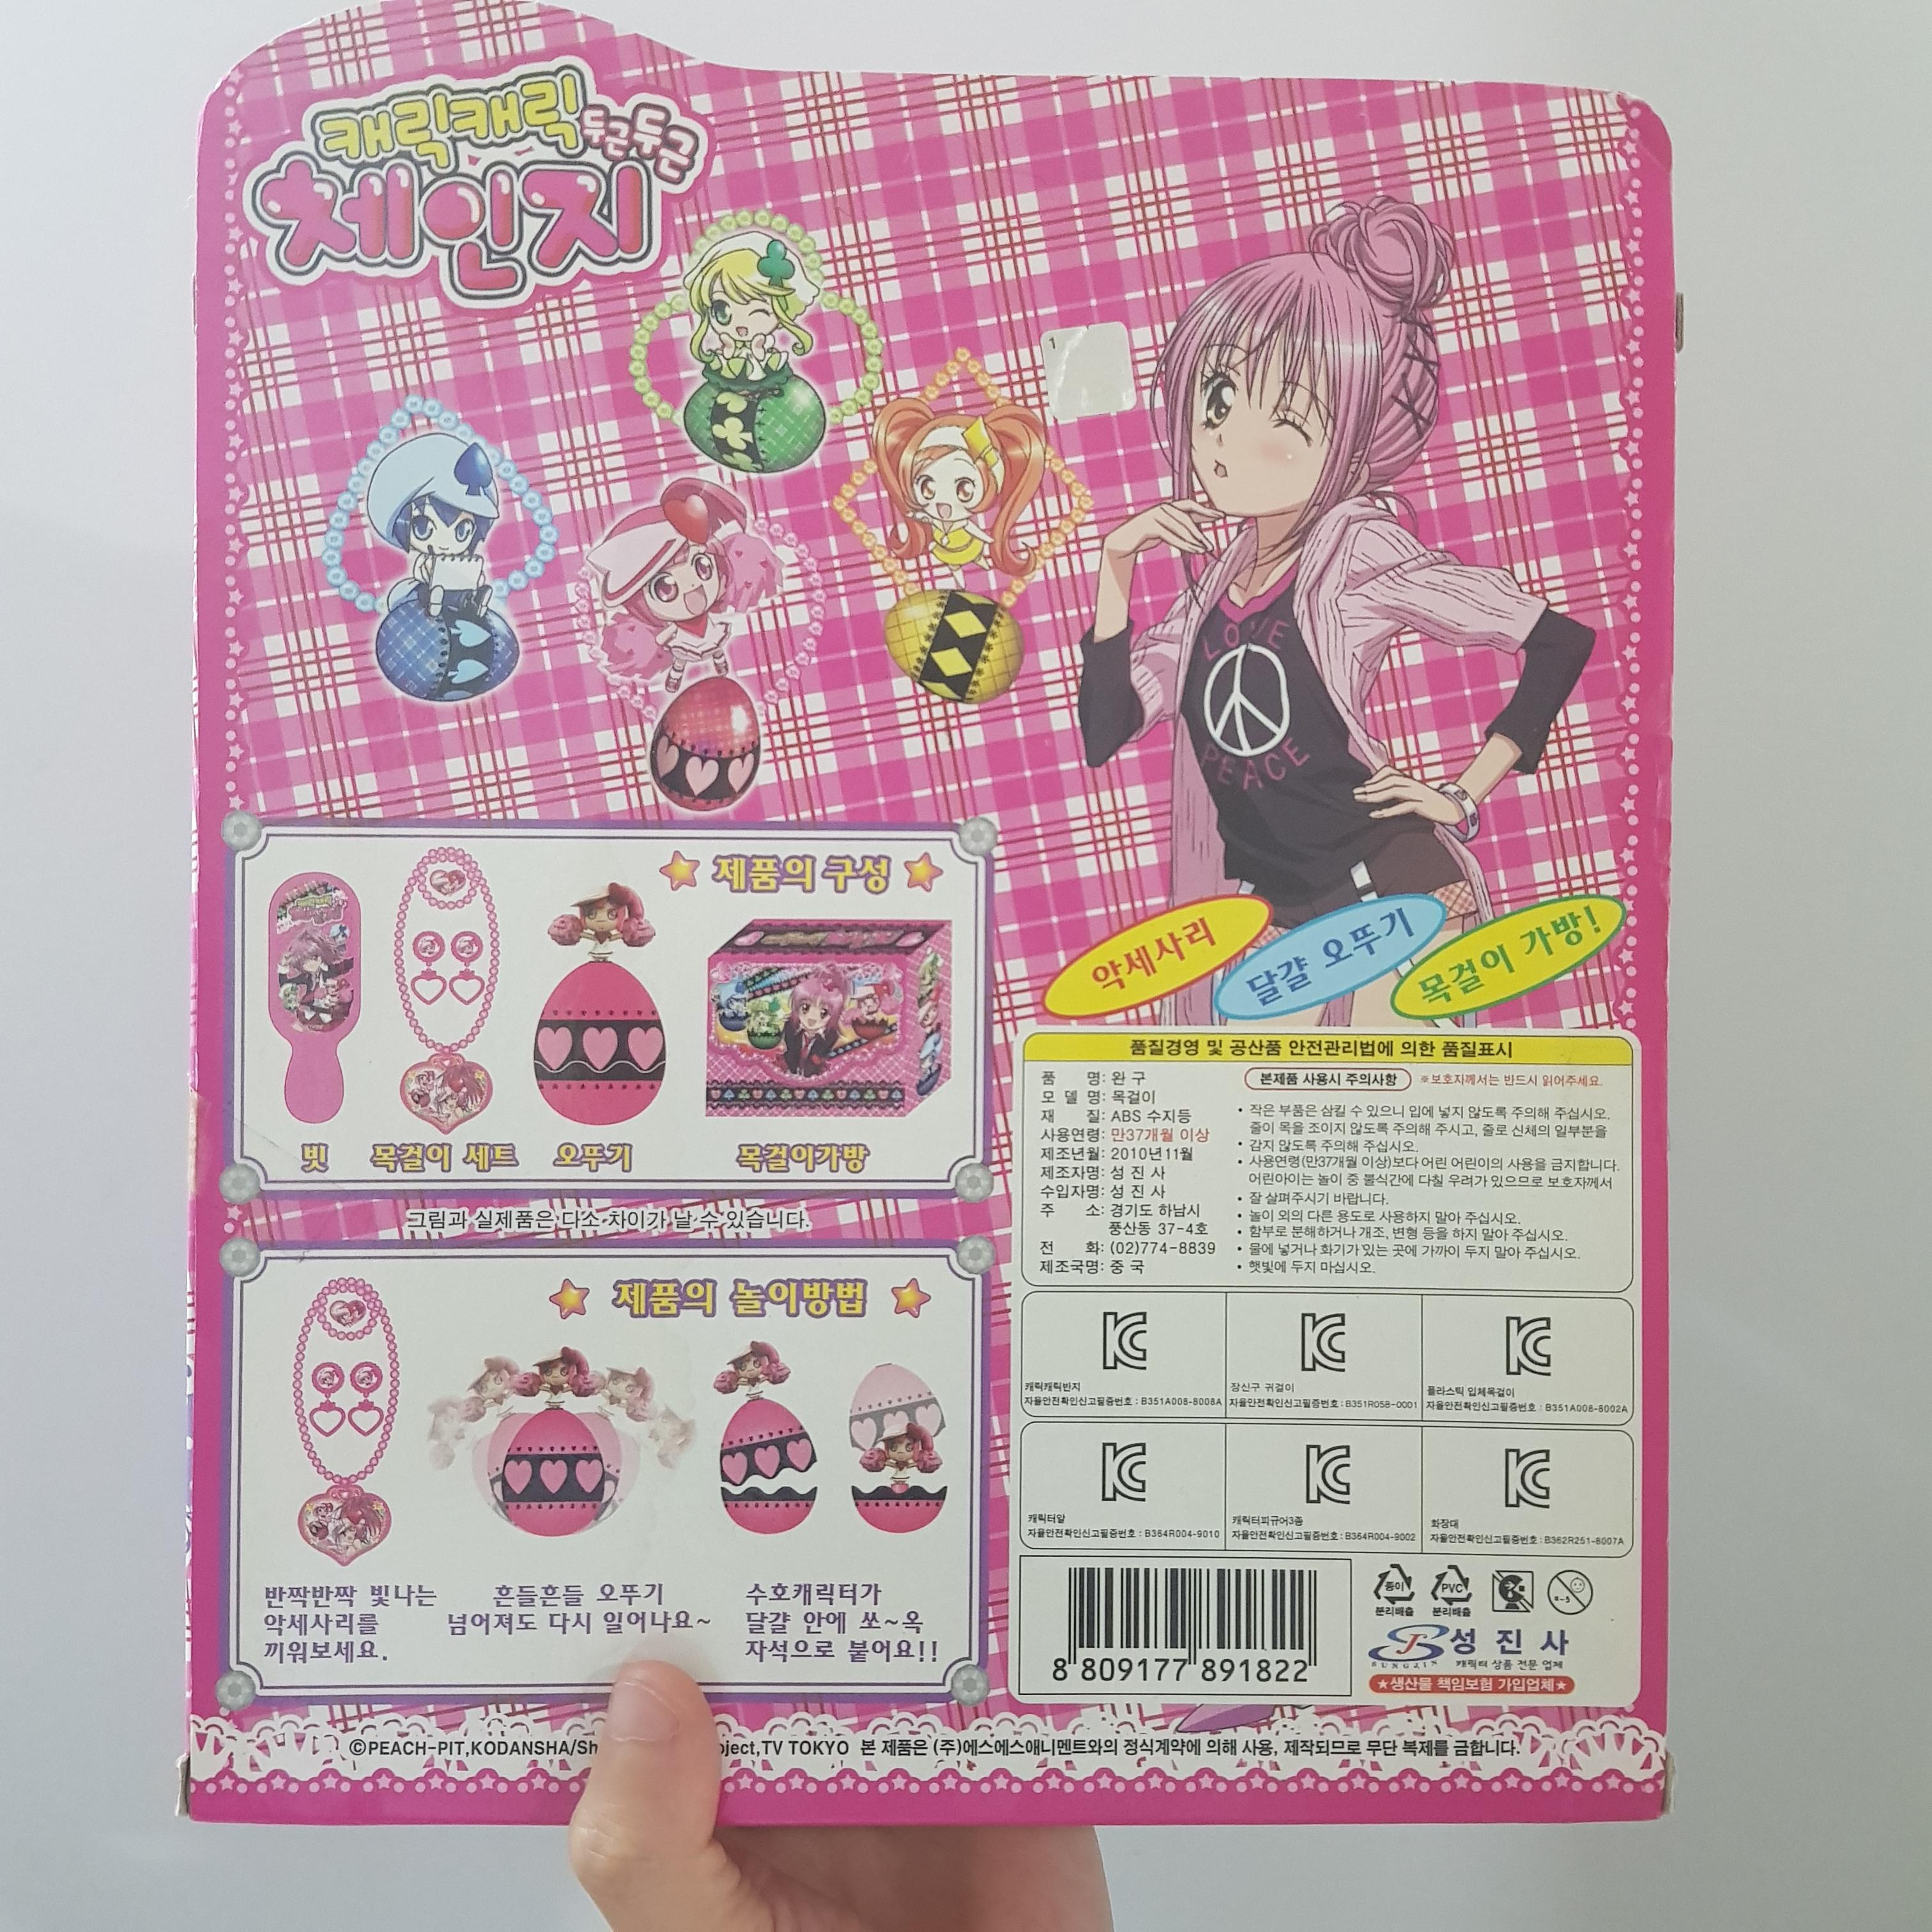 캐릭캐릭 두근두근
체인지
1
LOVE
PEACE
악세사리
달걀 오뚜기
목걸이 가방!
제품의 구성
빗
목걸이 세트
오뚜기
목걸이가방
그림과 실제품은 다소 차이가 날 수 있습니다.
제품의 놀이방법
반짝반짝 빛나는
악세사리를
끼워보세요.
흔들흔들 오뚜기
넘어져도 다시 일어나요~
수호캐릭터가
달걀 안에 쏘~옥
자석으로 붙어요!!
품질경영 및 공산품 안전관리법에 의한 품질표시
품 명: 완 구
모 델 명: 목걸이
재 질: ABS 수지등
사용연령: 만37개월 이상
제조년월: 2010년11월
제조자명: 성 진 사
수입자명: 성 진 사
주 소: 경기도 하남시
풍산동 37-4호
전 화: (02)774-8839
제조국명: 중 국
본제품 사용시 주의사항 ※보호자께서는 반드시 읽어주세요.
• 작은 부품은 삼킬 수 있으니 입에 넣지 않도록 주의해 주십시오.
줄이 목을 조이지 않도록 주의해 주시고, 줄로 신체의 일부분을
• 감지 않도록 주의해 주십시오.
• 사용연령(만37개월 이상)보다 어린 어린이의 사용을 금지합니다.
어린아이는 놀이 중 불식간에 다칠 우려가 있으므로 보호자께서
• 잘 살펴주시기 바랍니다.
• 놀이 외의 다른 용도로 사용하지 말아 주십시오.
• 함부로 분해하거나 개조, 변형 등을 하지 말아 주십시오.
• 물에 넣거나 화기가 있는 곳에 가까이 두지 말아 주십시오.
• 햇빛에 두지 마십시오.
캐릭캐릭반지
자율안전확인신고필증번호 : B351A008-8008A
장신구 귀걸이
자율안전확인신고필증번호 : B351R058-0001
플라스틱 입체목걸이
자율안전확인신고필증번호 : B351A008-8002A
캐릭터알
자율안전확인신고필증번호 : B364R004-9010
캐릭터피규어3종
자율안전확인신고필증번호 : B364R004-9002
화장대
자율안전확인신고필증번호 : B362R251-8007A
8 809177 891822
종이
분리배출
PVC
분리배출
0-3
성 진 사
SUNGJIN 캐릭터 상품 전문 업체
★생산물 책임보험 가입업체★
©PEACH-PIT,KODANSHA/Sh oject,TV TOKYO 본 제품은 (주)에스에스애니멘트와의 정식계약에 의해 사용, 제작되므로 무단 복제를 금합니다.